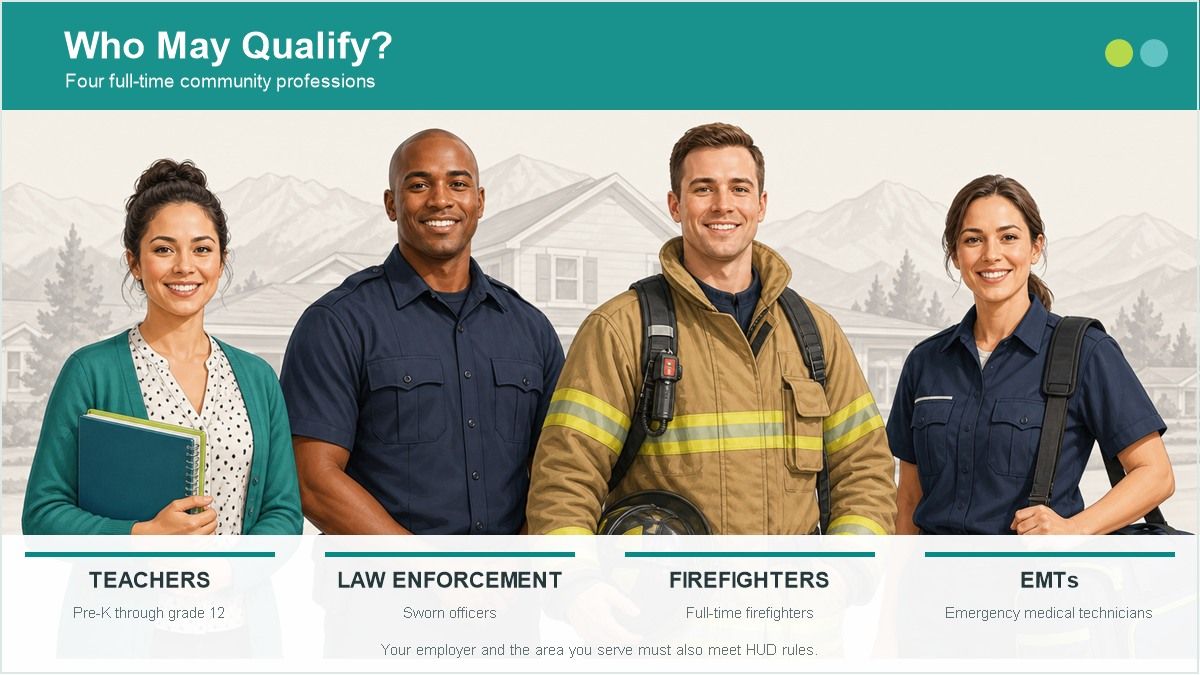 Who May Qualify?
Four full-time community professions
TEACHERS
Pre-K through grade 12
LAW ENFORCEMENT
Sworn officers
FIREFIGHTERS
Full-time firefighters
EMTs
Emergency medical technicians
Your employer and the area you serve must also meet HUD rules.